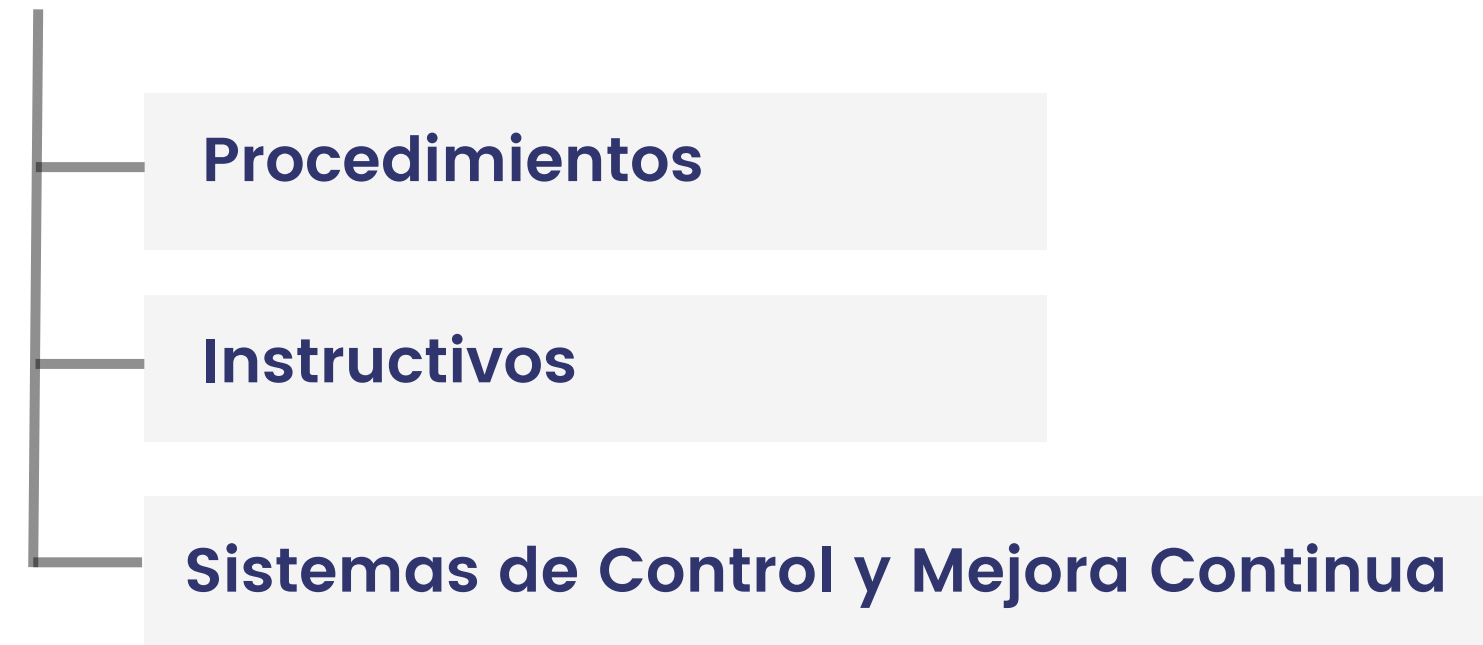 Procedimientos
Instructivos
Sistemas de Control y Mejora Continua